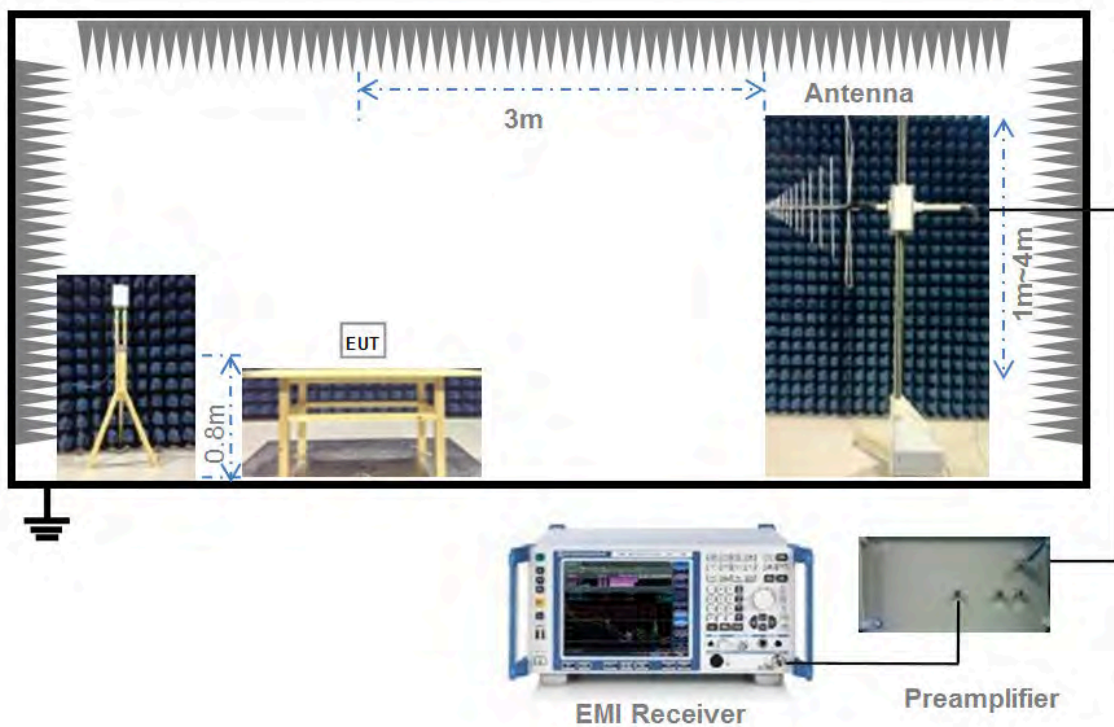 Antenna
3m
1m~4m
EUT
0.8m
EMI Receiver
Preamplifier